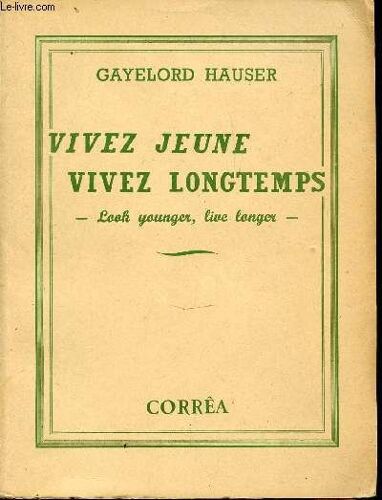 Le-livre.com
GAYELORD HAUSER
VIVEZ JEUNE
VIVEZ LONGTEMPS
— Look younger, live longer —
CORRÊA